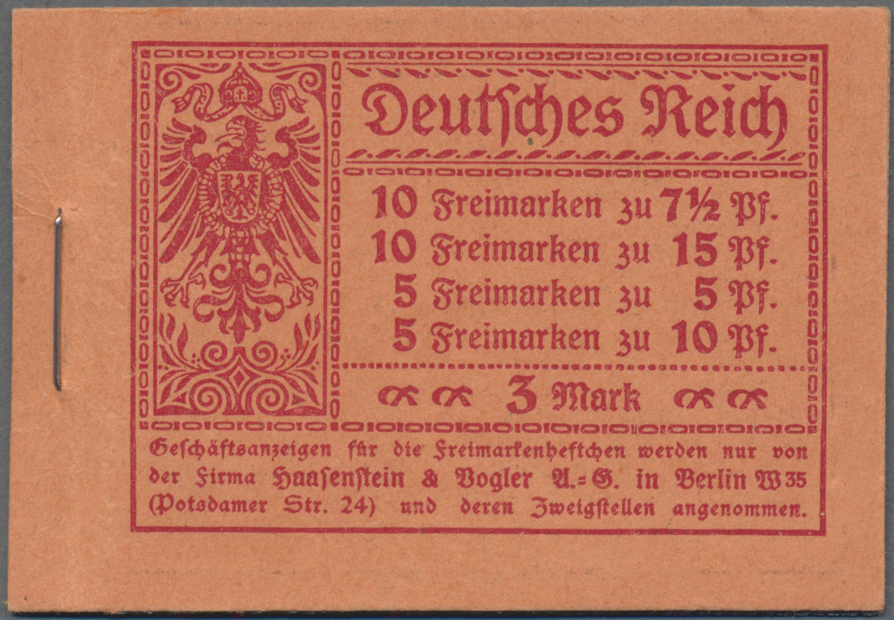 Deutsches Reich
10 Freimarken zu 7½ Pf.
10 Freimarken zu 15 Pf.
5 Freimarken zu 5 Pf.
5 Freimarken zu 10 Pf.
3 Mark
Geschäftsanzeigen für die Freimarkenheftchen werden nur von
der Firma Haasenstein & Vogler A.=G. in Berlin W 35
(Potsdamer Str. 24) und deren Zweigstellen angenommen.